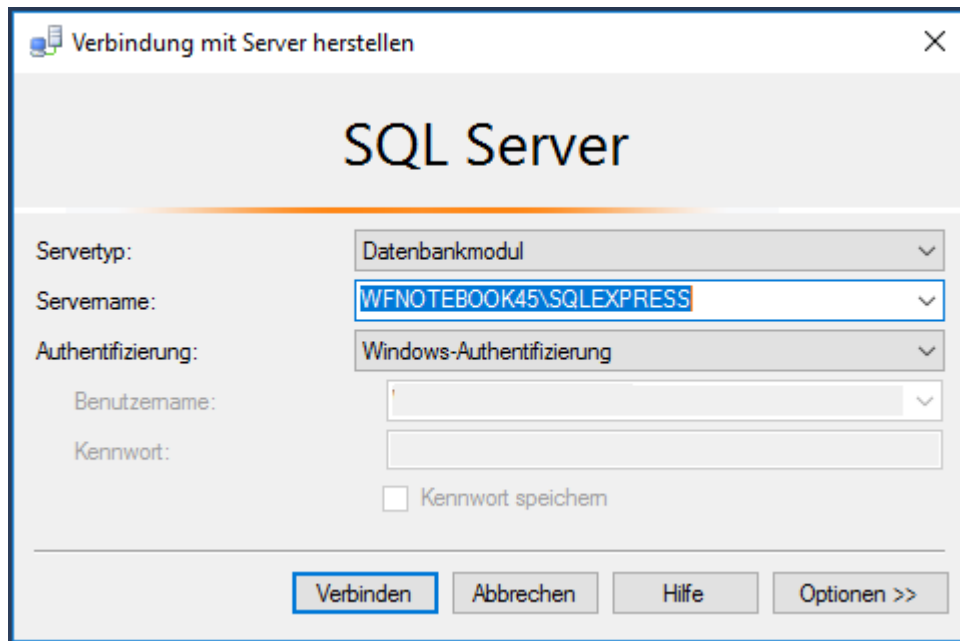 Verbindung mit Server herstellen
SQL Server
Servertyp: Datenbankmodul
Servername: WFNOTEBOOK45\SQLEXPRESS
Authentifizierung: Windows-Authentifizierung
Benutzername:
Kennwort:
Kennwort speichern
Verbinden Abbrechen Hilfe Optionen >>